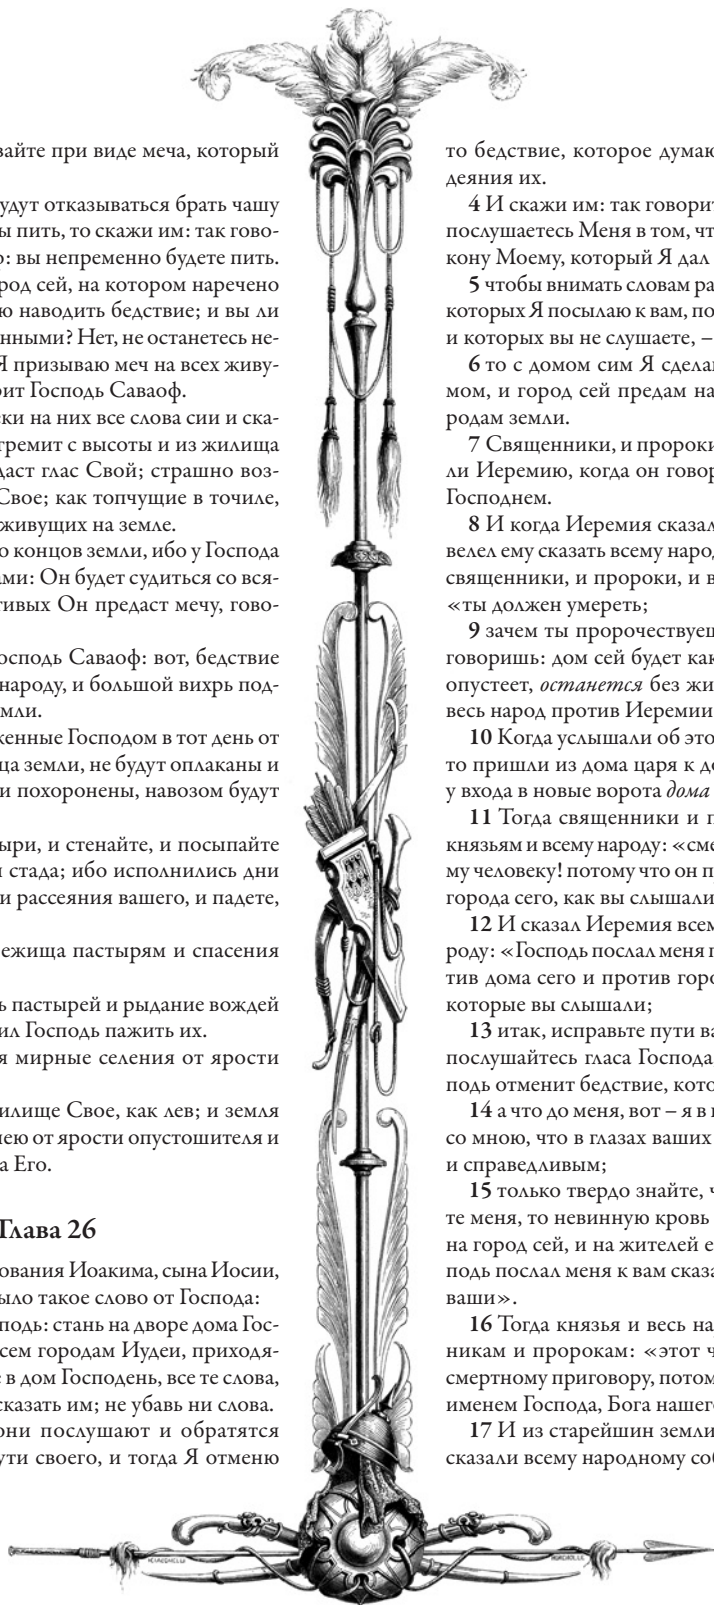 вайте при виде меча, который
удут отказываться брать чашу
ы пить, то скажи им: так гово-
: вы непременно будете пить.
род сей, на котором наречено
ю наводить бедствие; и вы ли
нными? Нет, не останетесь не-
Я призываю меч на всех живу-
рит Господь Саваоф.
еки на них все слова сии и ска-
гремит с высоты и из жилища
даст глас Свой; страшно воз-
Свое; как топчущие в точиле,
живущих на земле.
о концов земли, ибо у Господа
ами: Он будет судиться со вся-
тивых Он предаст мечу, гово-
осподь Саваоф: вот, бедствие
народу, и большой вихрь под-
мли.
женные Господом в тот день от
ца земли, не будут оплаканы и
и похоронены, навозом будут
ыри, и стенайте, и посыпайте
и стада; ибо исполнились дни
и рассеяния вашего, и падете,
ежища пастырям и спасения
ь пастырей и рыдание вождей
ил Господь пажить их.
я мирные селения от ярости
илище Свое, как лев; и земля
нею от ярости опустошителя и
а Его.
Глава 26
ования Иоакима, сына Иосии,
ыло такое слово от Господа:
подь: стань на дворе дома Гос-
сем городам Иудеи, приходя-
е в дом Господень, все те слова,
сказать им; не убавь ни слова.
они послушают и обратятся
ути своего, и тогда Я отменю
то бедствие, которое думаю
деяния их.
4 И скажи им: так говорит
послушаетесь Меня в том, чт
кону Моему, который Я дал
5 чтобы внимать словам ра
которых Я посылаю к вам, по
и которых вы не слушаете, –
6 то с домом сим Я сдела
мом, и город сей предам на
родам земли.
7 Священники, и пророки
ли Иеремию, когда он говор
Господнем.
8 И когда Иеремия сказал
велел ему сказать всему народ
священники, и пророки, и в
«ты должен умереть;
9 зачем ты пророчествуеш
говоришь: дом сей будет как
опустеет, останется без жи
весь народ против Иеремии
10 Когда услышали об это
то пришли из дома царя к до
у входа в новые ворота дома
11 Тогда священники и п
князьям и всему народу: «сме
му человеку! потому что он п
города сего, как вы слышали
12 И сказал Иеремия всем
роду: «Господь послал меня п
тив дома сего и против горо
которые вы слышали;
13 итак, исправьте пути ва
послушайтесь гласа Господа
подь отменит бедствие, кото
14 а что до меня, вот – я в
со мною, что в глазах ваших
и справедливым;
15 только твердо знайте, ч
те меня, то невинную кровь
на город сей, и на жителей е
подь послал меня к вам сказа
ваши».
16 Тогда князья и весь на
никам и пророкам: «этот ч
смертному приговору, потом
именем Господа, Бога нашег
17 И из старейшин земли
сказали всему народному соб